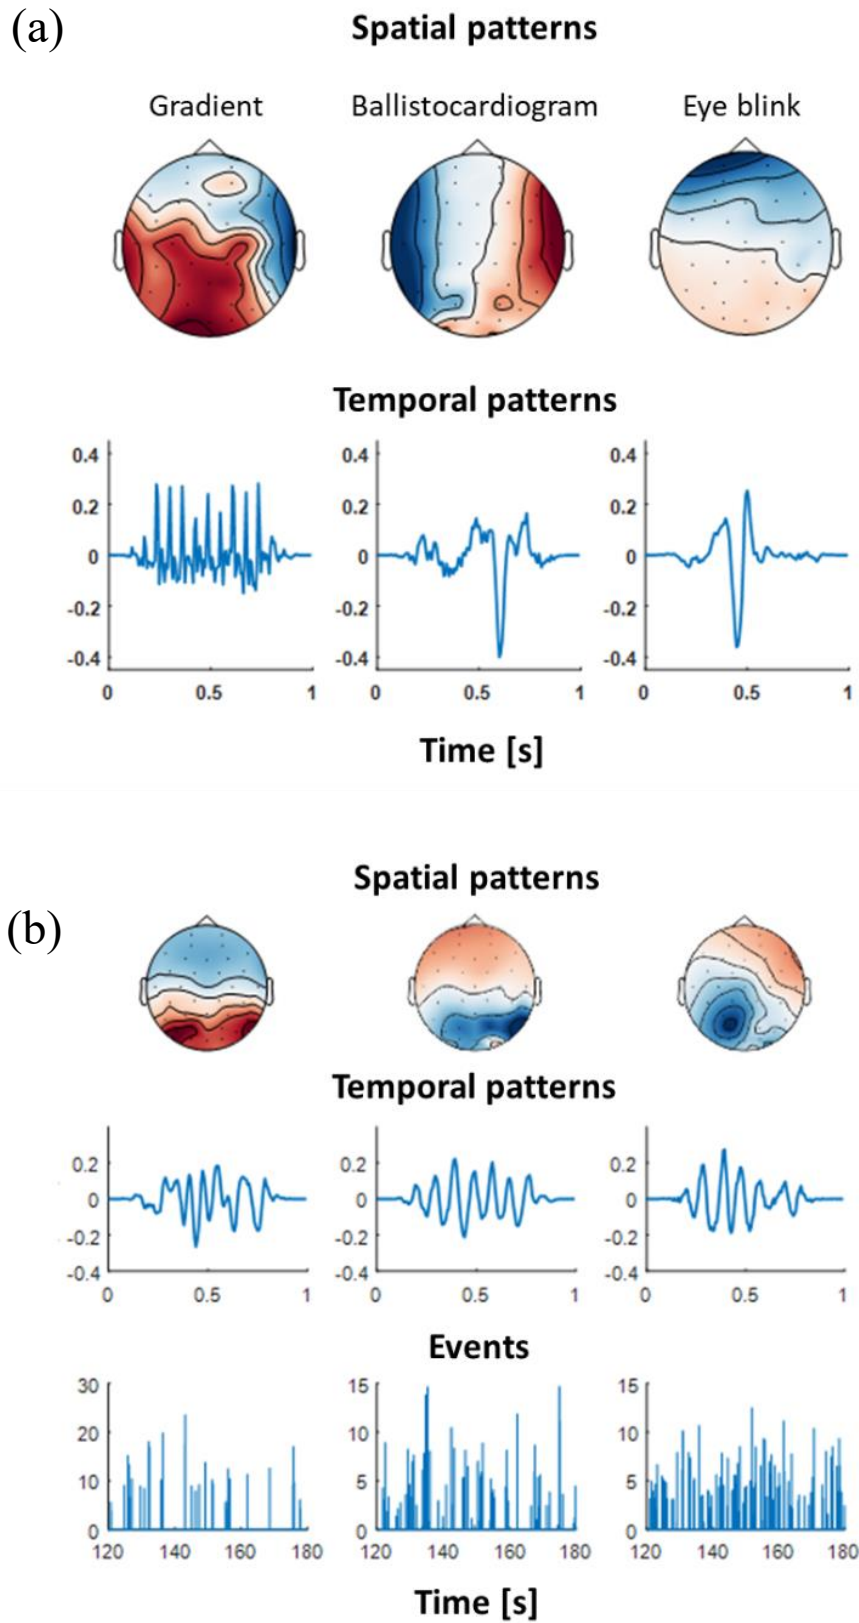 (a)
Spatial patterns
Gradient Ballistocardiogram Eye blink
Temporal patterns
0.4 0.4 0.4
0.2 0.2 0.2
0 0 0
-0.2 -0.2 -0.2
-0.4 -0.4 -0.4
0 0.5 1 0 0.5 1 0 0.5 1
Time [s]
Spatial patterns
(b)
Temporal patterns
0.2 0.2 0.2
0 0 0
-0.2 -0.2 -0.2
-0.4 -0.4 -0.4
0 0.5 1 0 0.5 1 0 0.5 1
Events
30 15 15
20 10 10
10 5 5
0 0 0
120 140 160 180 120 140 160 180 120 140 160 180
Time [s]